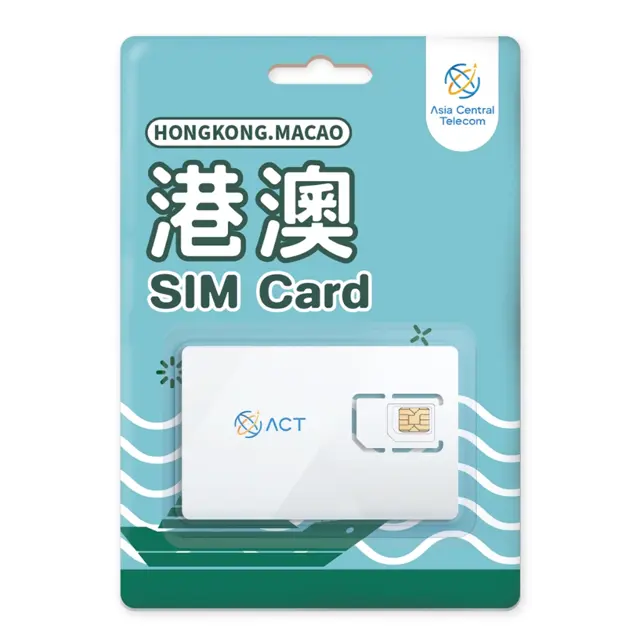 Asia Central
Telecom
HONGKONG.MACAO
港澳
SIM Card
ACT